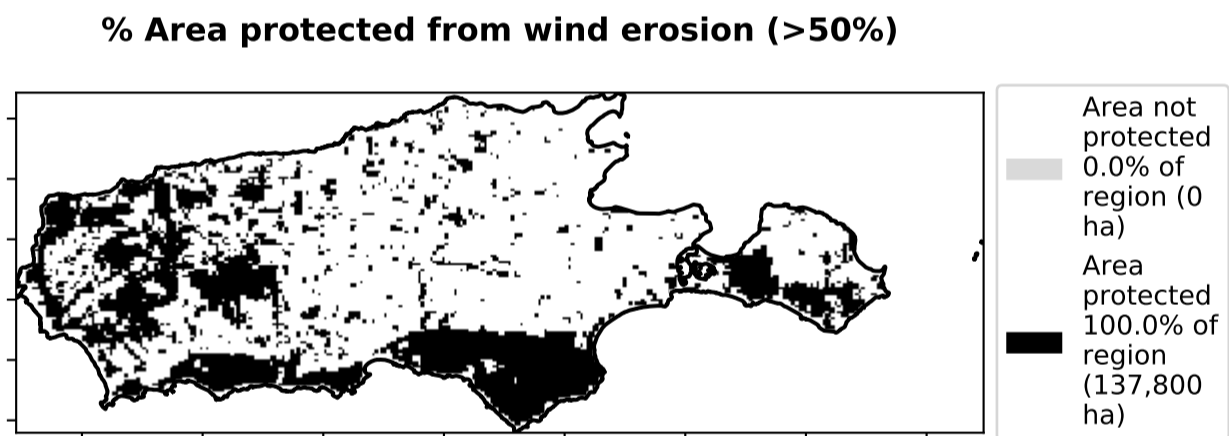 % Area protected from wind erosion (>50%)
Area not
protected
0.0% of
region (0
ha)
Area
protected
100.0% of
region
(137,800
ha)